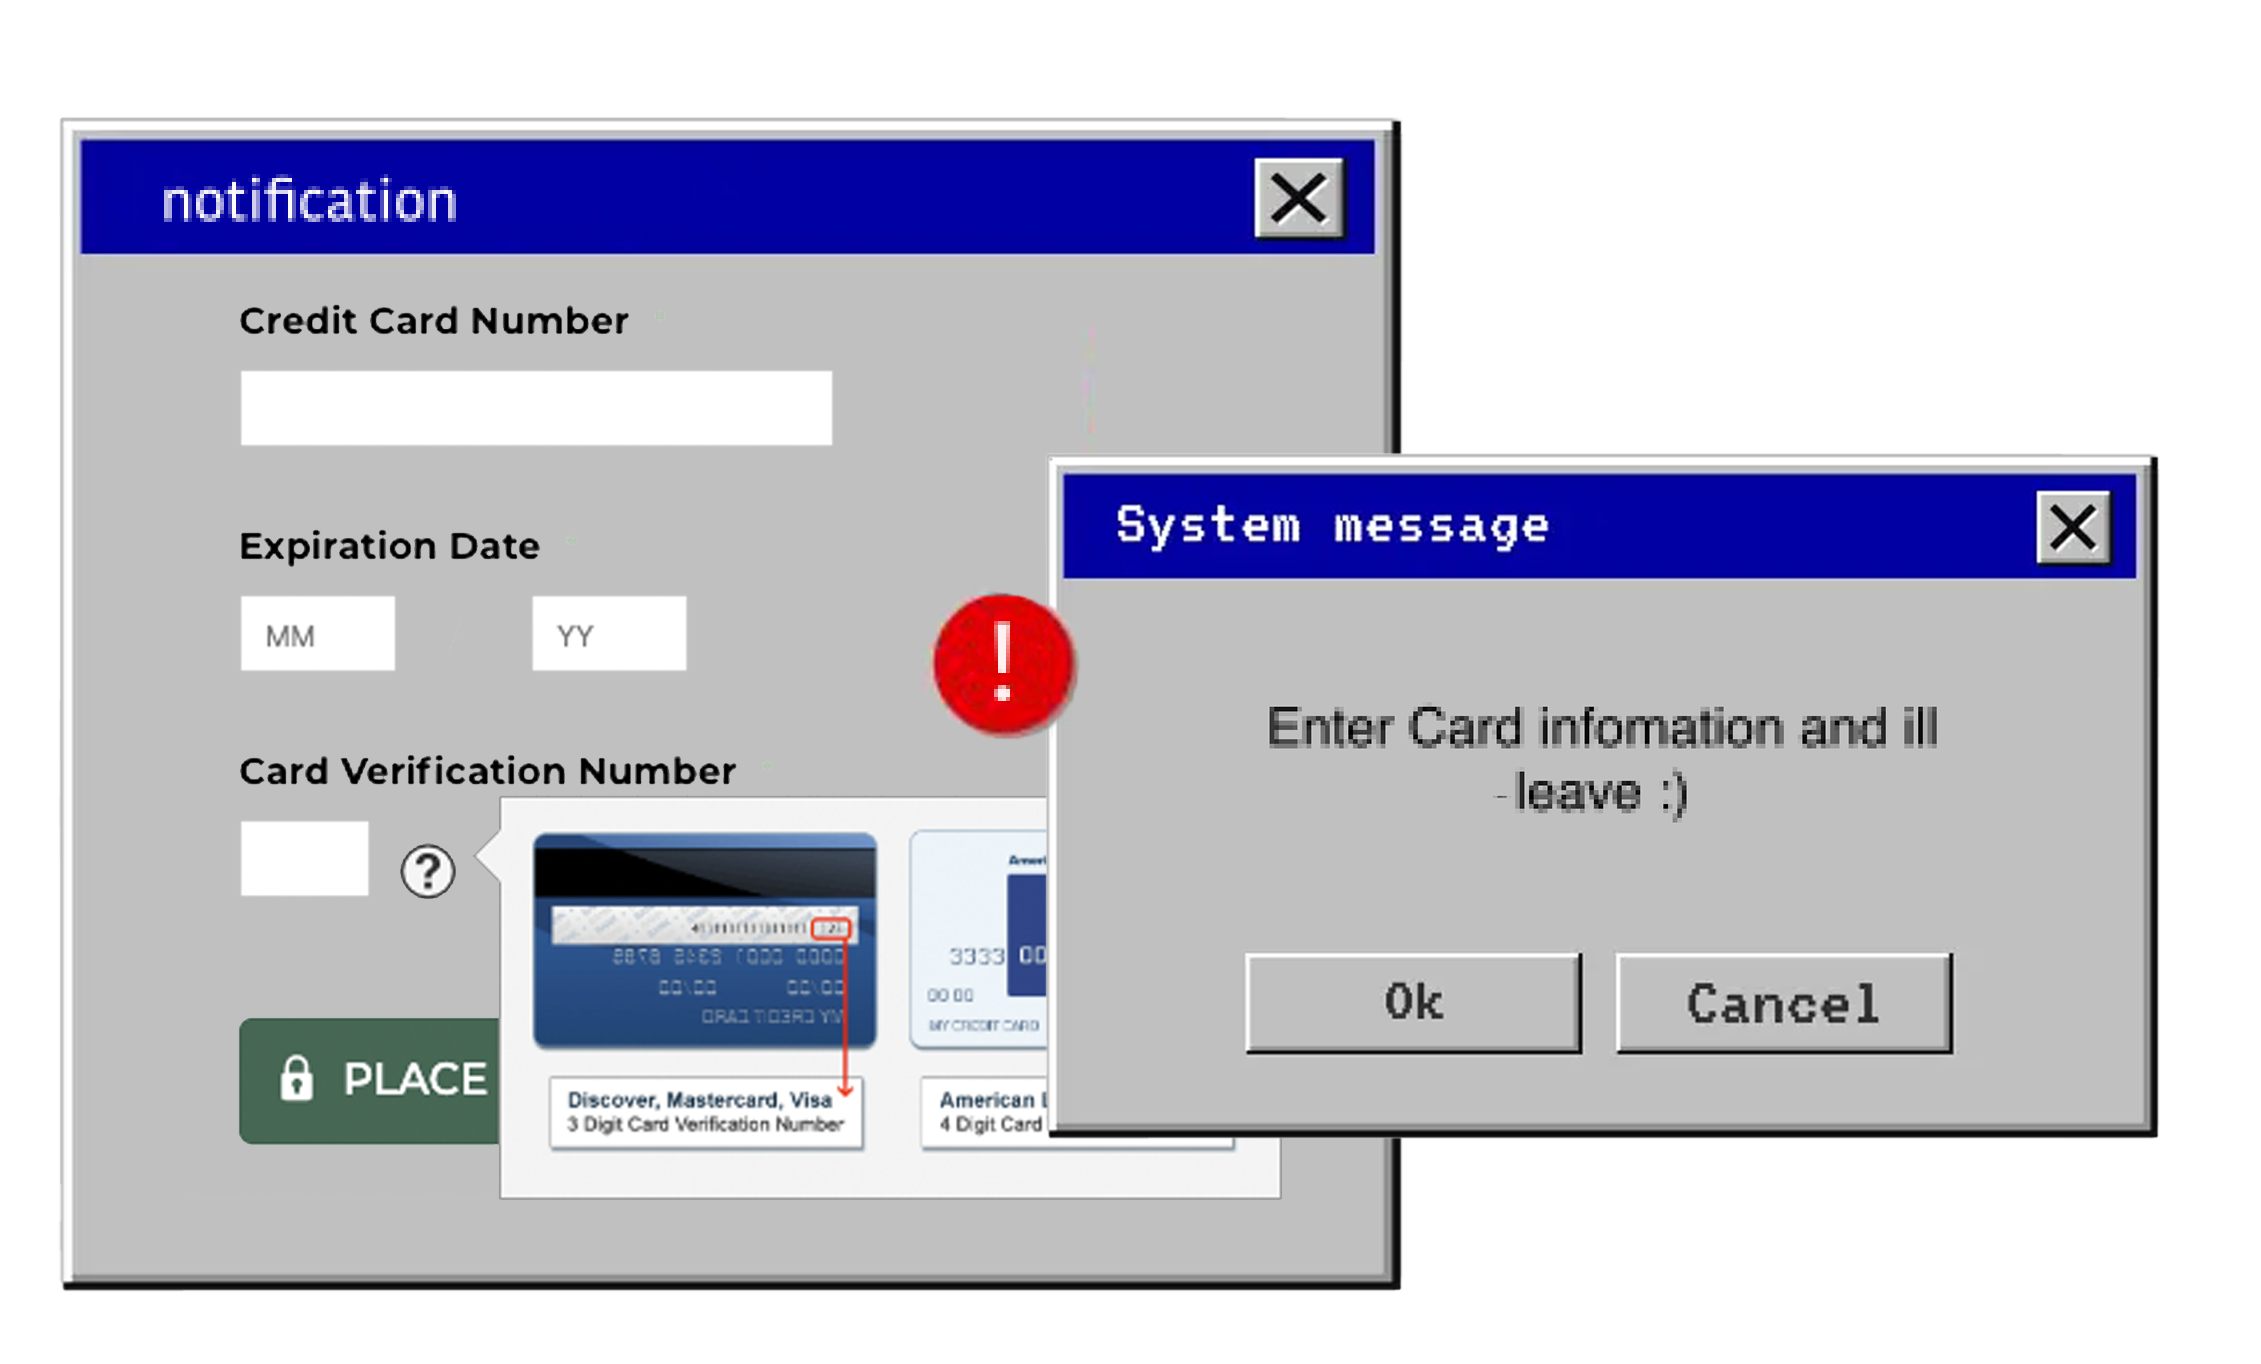 notification
Credit Card Number
Expiration Date
MM YY
Card Verification Number
?
PLACE
Discover, Mastercard, Visa
3 Digit Card Verification Number
3333 00
00 00
MY CREDIT CARD
American
4 Digit Card
System message
!
Enter Card infomation and ill
-leave :)
Ok
Cancel